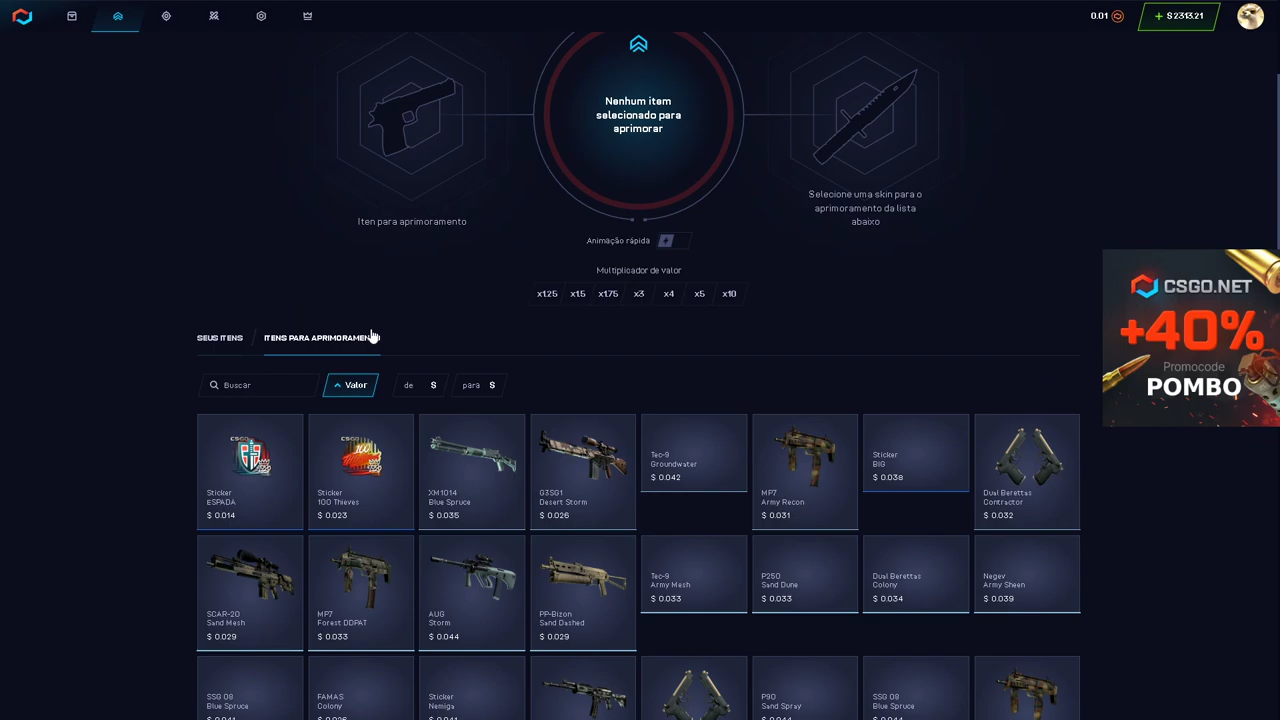 0.01
+ $ 2313.21
Nenhum item
selecionado para
aprimorar
Iten para aprimoramento
Selecione uma skin para o
aprimoramento da lista
abaixo
Animação rápida
Multiplicador de valor
x1.25 x1.5 x1.75 x3 x4 x5 x10
CSGO.NET
+40%
Promocode
POMBO
SEUS ITENS / ITENS PARA APRIMORAMEN
Buscar
Valor
de $
para $
Sticker
ESPADA
$ 0.014
Sticker
100 Thieves
$ 0.023
XM1014
Blue Spruce
$ 0.035
G3SG1
Desert Storm
$ 0.026
Tec-9
Groundwater
$ 0.042
MP7
Army Recon
$ 0.031
Sticker
BIG
$ 0.038
Dual Berettas
Contractor
$ 0.032
SCAR-20
Sand Mesh
$ 0.029
MP7
Forest DDPAT
$ 0.033
AUG
Storm
$ 0.044
PP-Bizon
Sand Dashed
$ 0.029
Tec-9
Army Mesh
$ 0.033
P250
Sand Dune
$ 0.033
Dual Berettas
Colony
$ 0.034
Negev
Army Sheen
$ 0.039
SSG 08
Blue Spruce
FAMAS
Colony
Sticker
Nemiga
P90
Sand Spray
SSG 08
Blue Spruce